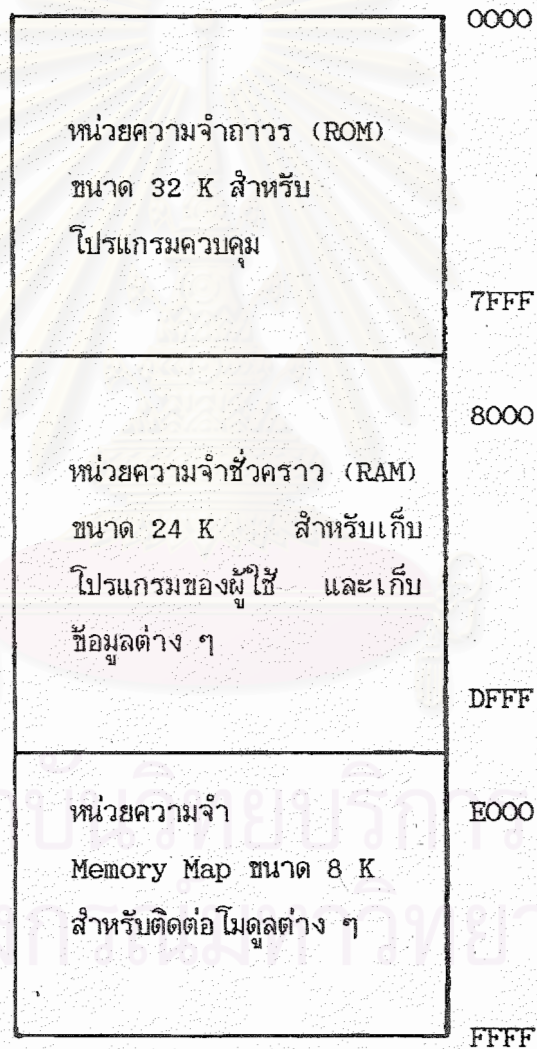 0000
หน่วยความจำถาวร (ROM)
ขนาด 32 K สำหรับ
โปรแกรมควบคุม
7FFF
8000
หน่วยความจำชั่วคราว (RAM)
ขนาด 24 K สำหรับเก็บ
โปรแกรมของผู้ใช้ และเก็บ
ข้อมูลต่าง ๆ
DFFF
หน่วยความจำ E000
Memory Map ขนาด 8 K
สำหรับติดต่อโมดูลต่าง ๆ
FFFF